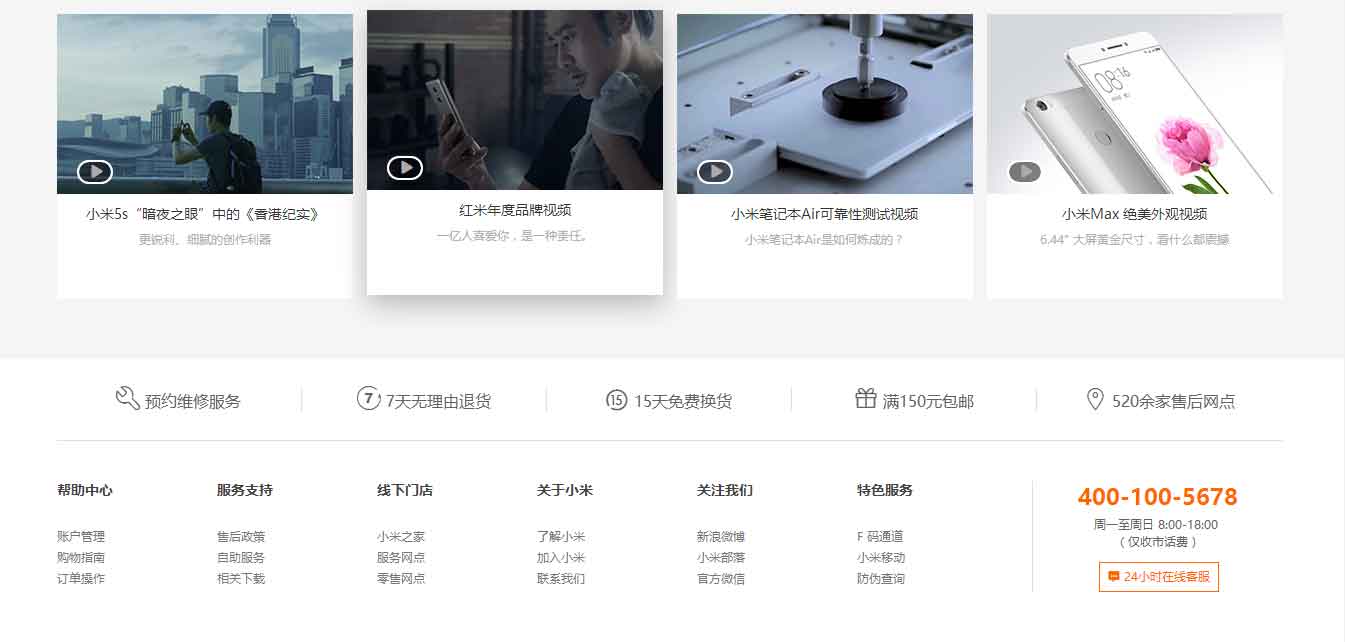 小米5s“暗夜之眼”中的《香港纪实》
更锐利、细腻的创作利器
红米年度品牌视频
一亿人喜爱你，是一种责任。
小米笔记本Air可靠性测试视频
小米笔记本Air是如何炼成的？
08:16
小米Max 绝美外观视频
6.44" 大屏黄金尺寸，看什么都震撼
预约维修服务
7
7天无理由退货
15
15天免费换货
满150元包邮
520余家售后网点
帮助中心
账户管理
购物指南
订单操作
服务支持
售后政策
自助服务
相关下载
线下门店
小米之家
服务网点
零售网点
关于小米
了解小米
加入小米
联系我们
关注我们
新浪微博
小米部落
官方微信
特色服务
F 码通道
小米移动
防伪查询
400-100-5678
周一至周日 8:00-18:00
（仅收市话费）
24小时在线客服